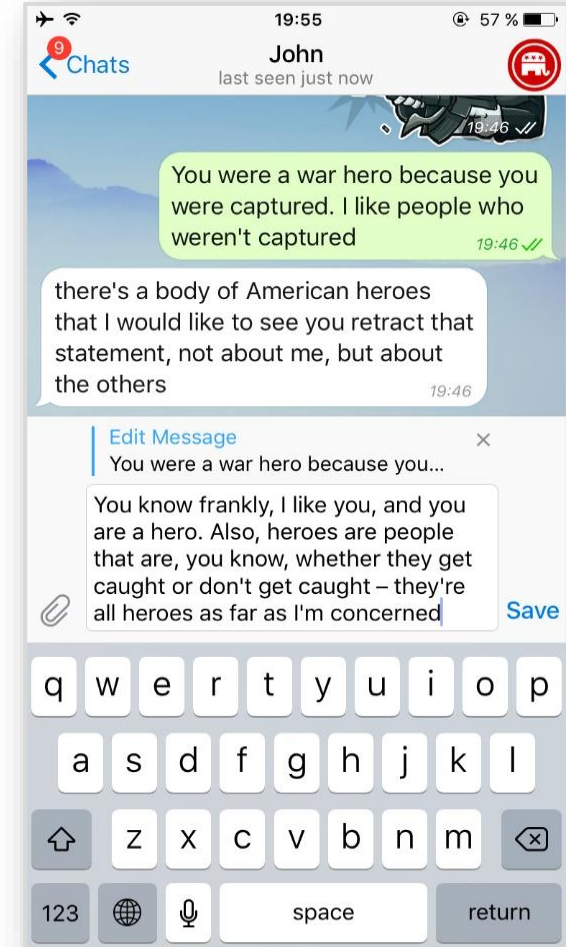 19:55
57 %
9
Chats
John
last seen just now
19:46
You were a war hero because you
were captured. I like people who
weren't captured
19:46
there's a body of American heroes
that I would like to see you retract that
statement, not about me, but about
the others
19:46
Edit Message
You were a war hero because you...
You know frankly, I like you, and you
are a hero. Also, heroes are people
that are, you know, whether they get
caught or don't get caught – they're
all heroes as far as I'm concerned
Save
q w e r t y u i o p
a s d f g h j k l
z x c v b n m
123 space return